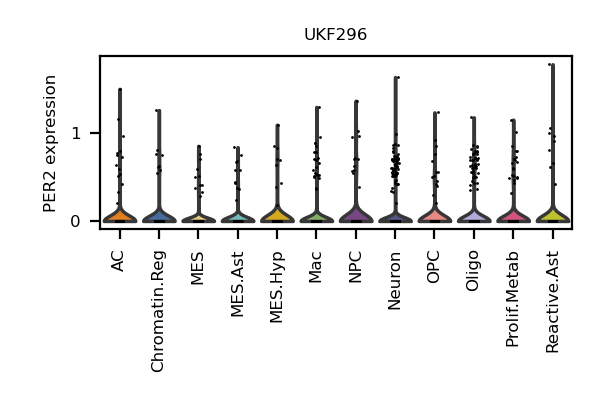 UKF296
PER2 expression
1
0
AC
Chromatin.Reg
MES
MES.Ast
MES.Hyp
Mac
NPC
Neuron
OPC
Oligo
Prolif.Metab
Reactive.Ast